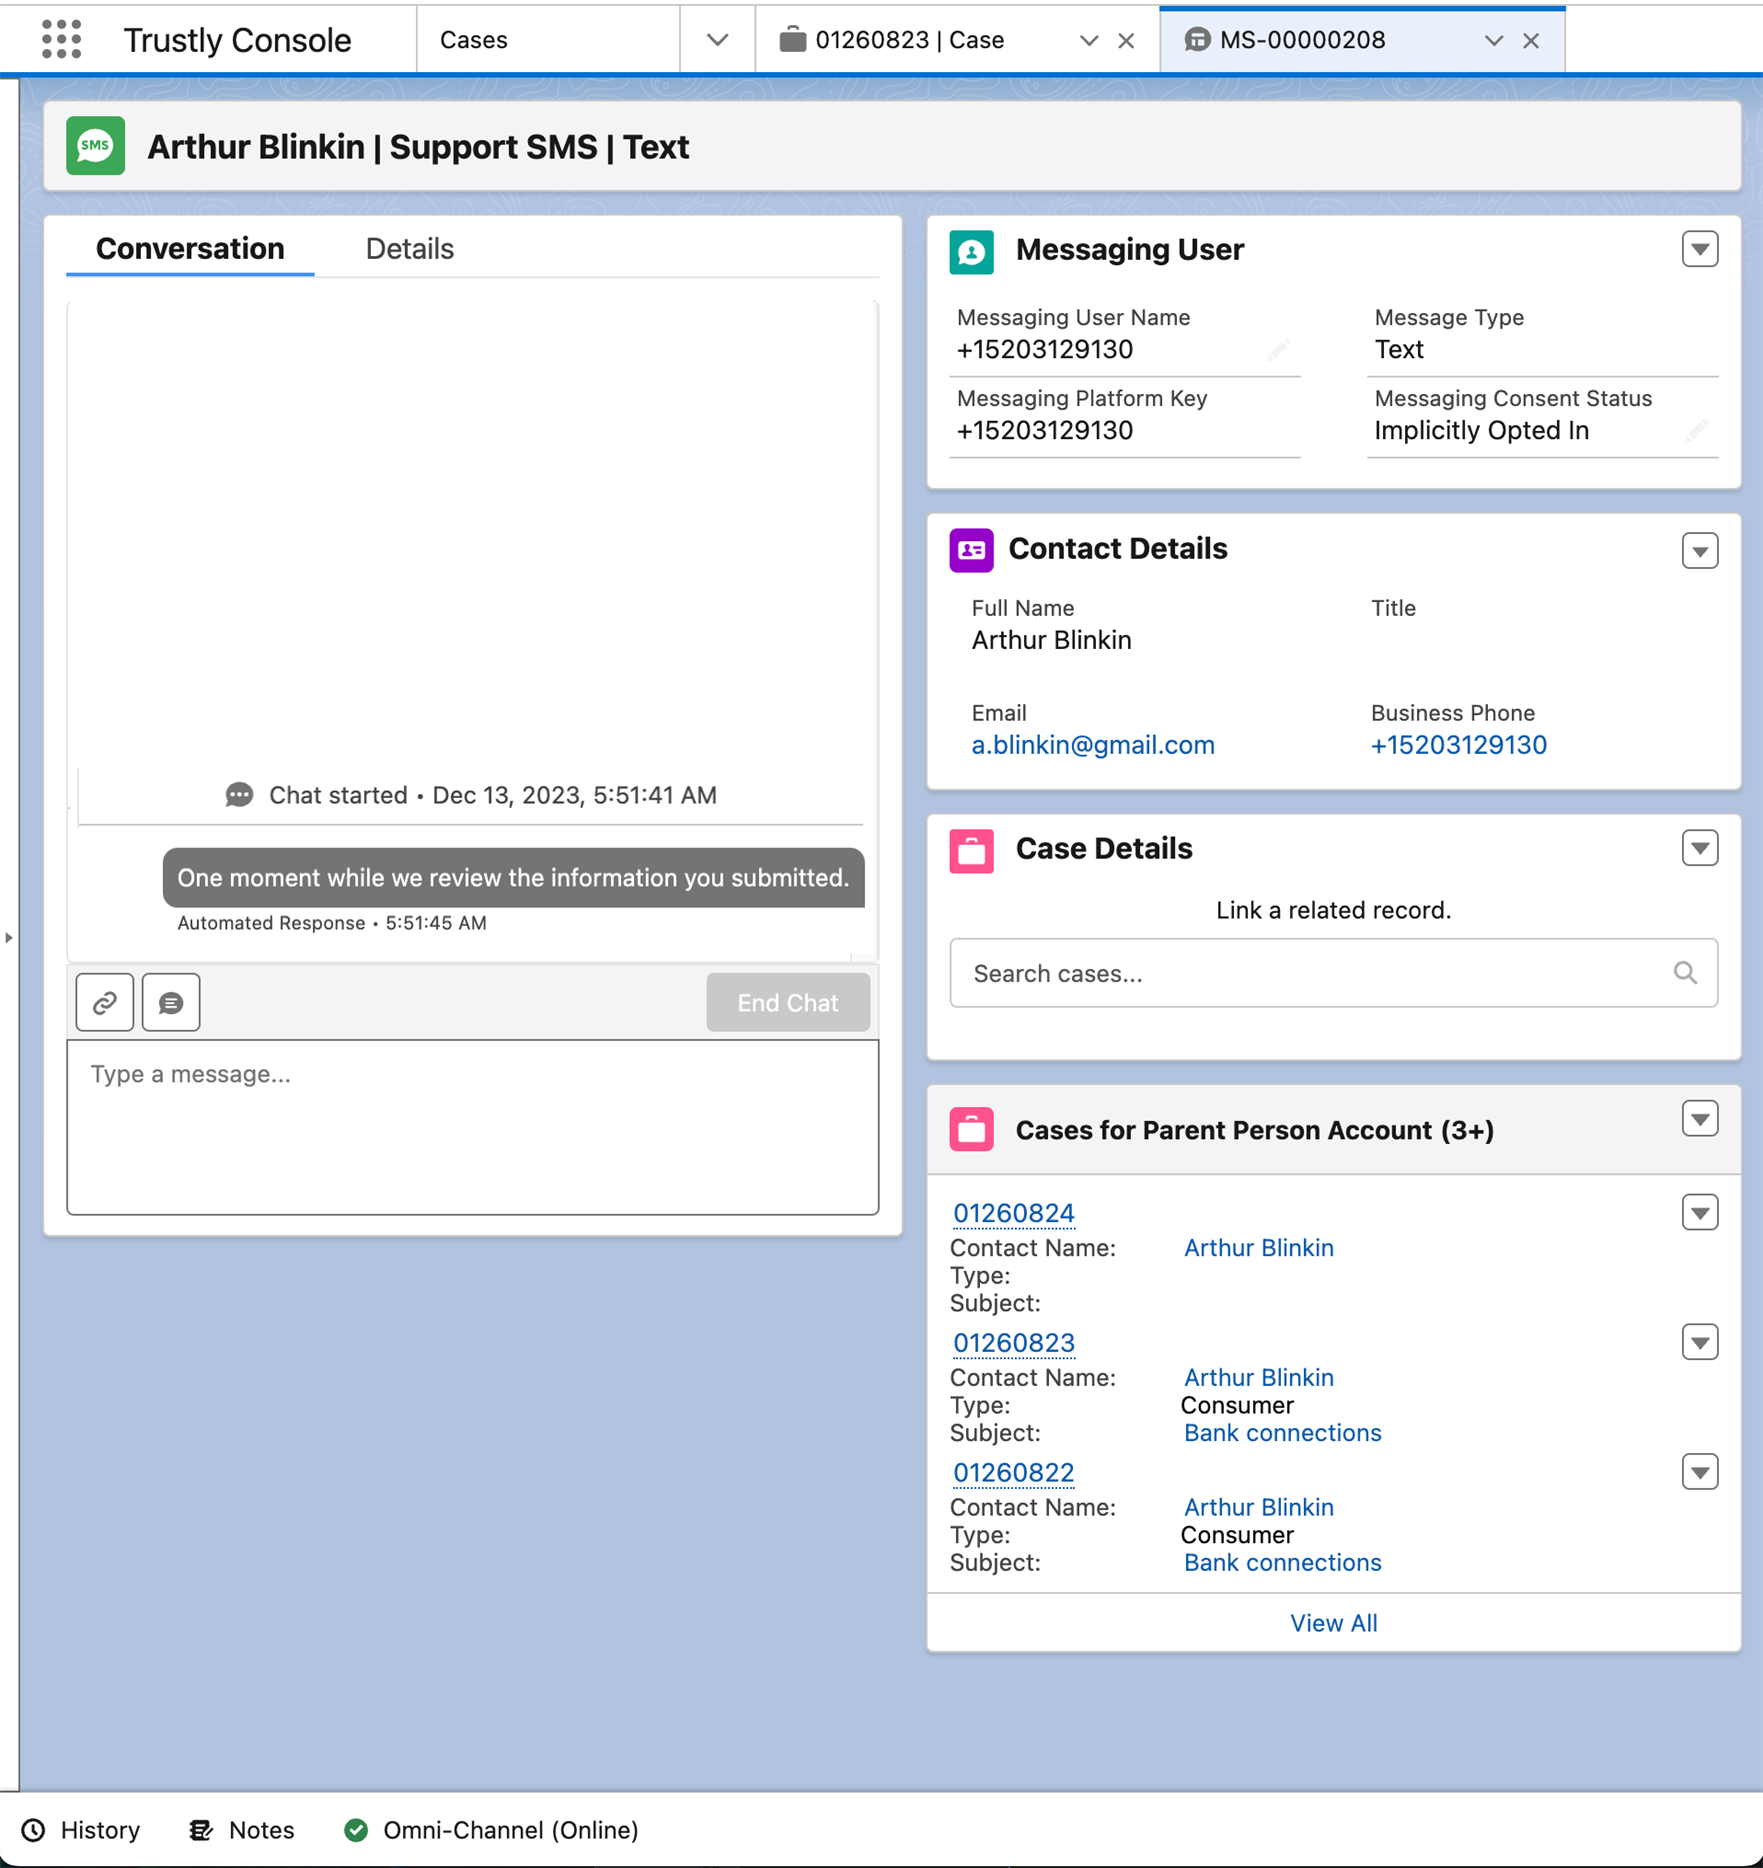 Trustly Console
Cases
01260823 | Case
MS-00000208
SMS
Arthur Blinkin | Support SMS | Text
Conversation
Details
Chat started • Dec 13, 2023, 5:51:41 AM
One moment while we review the information you submitted.
Automated Response • 5:51:45 AM
End Chat
Type a message...
Messaging User
Messaging User Name
+15203129130
Message Type
Text
Messaging Platform Key
+15203129130
Messaging Consent Status
Implicitly Opted In
Contact Details
Full Name
Arthur Blinkin
Title
Email
a.blinkin@gmail.com
Business Phone
+15203129130
Case Details
Link a related record.
Search cases...
Cases for Parent Person Account (3+)
01260824
Contact Name: Arthur Blinkin
Type:
Subject:
01260823
Contact Name: Arthur Blinkin
Type: Consumer
Subject: Bank connections
01260822
Contact Name: Arthur Blinkin
Type: Consumer
Subject: Bank connections
View All
History
Notes
Omni-Channel (Online)